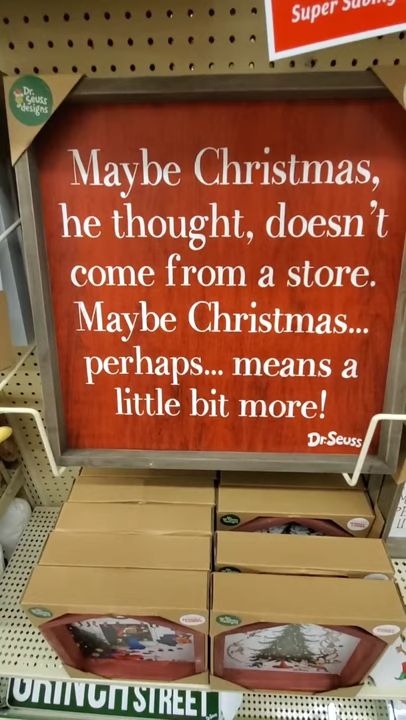 Super Savings
Dr.
Seuss
designs
Maybe Christmas,
he thought, doesn't
come from a store.
Maybe Christmas...
perhaps... means a
little bit more!
Dr. Seuss
GRINCH STREET